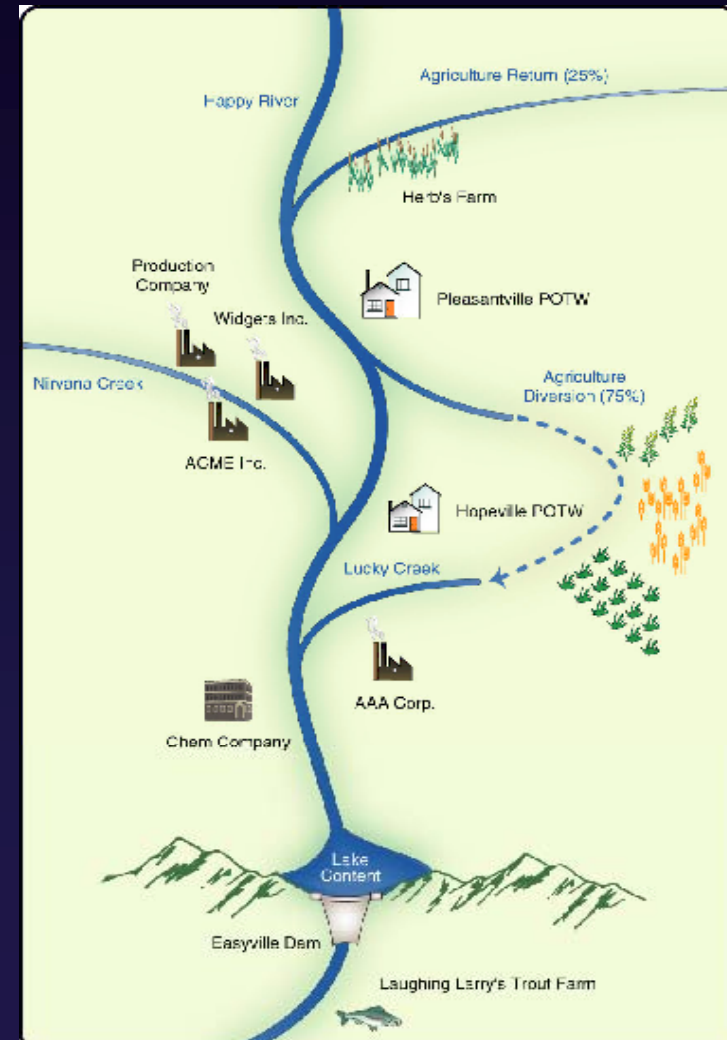 Agriculture Return (25%)
Happy River
Herb's Farm
Production
Company
Pleasantville POTW
Widgets Inc.
Nirvana Creek
Agriculture
Diversion (75%)
ACME Inc.
Hopeville POTW
Lucky Creek
AAA Corp.
Chem Company
Lake
Content
Easyville Dam
Laughing Larry's Trout Farm